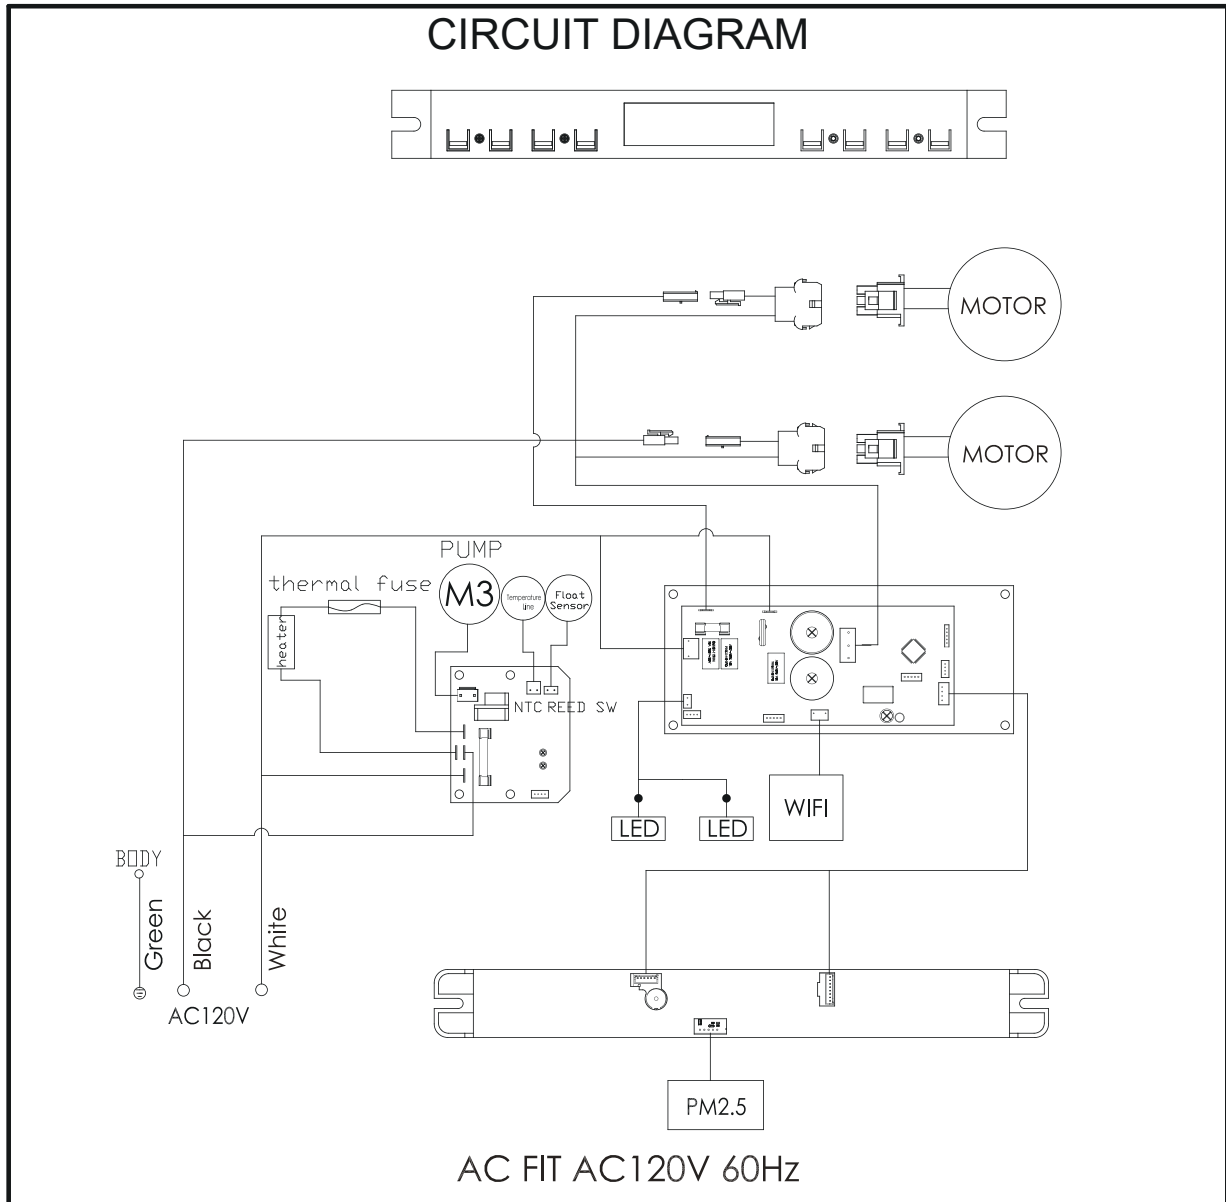 CIRCUIT DIAGRAM
MOTOR
MOTOR
PUMP
thermal fuse
M3
Temperature
line
Float
Sensor
heater
NTC REED SW
LED
LED
WIFI
BODY
Green
Black
White
AC120V
PM2.5
AC FIT AC120V 60Hz